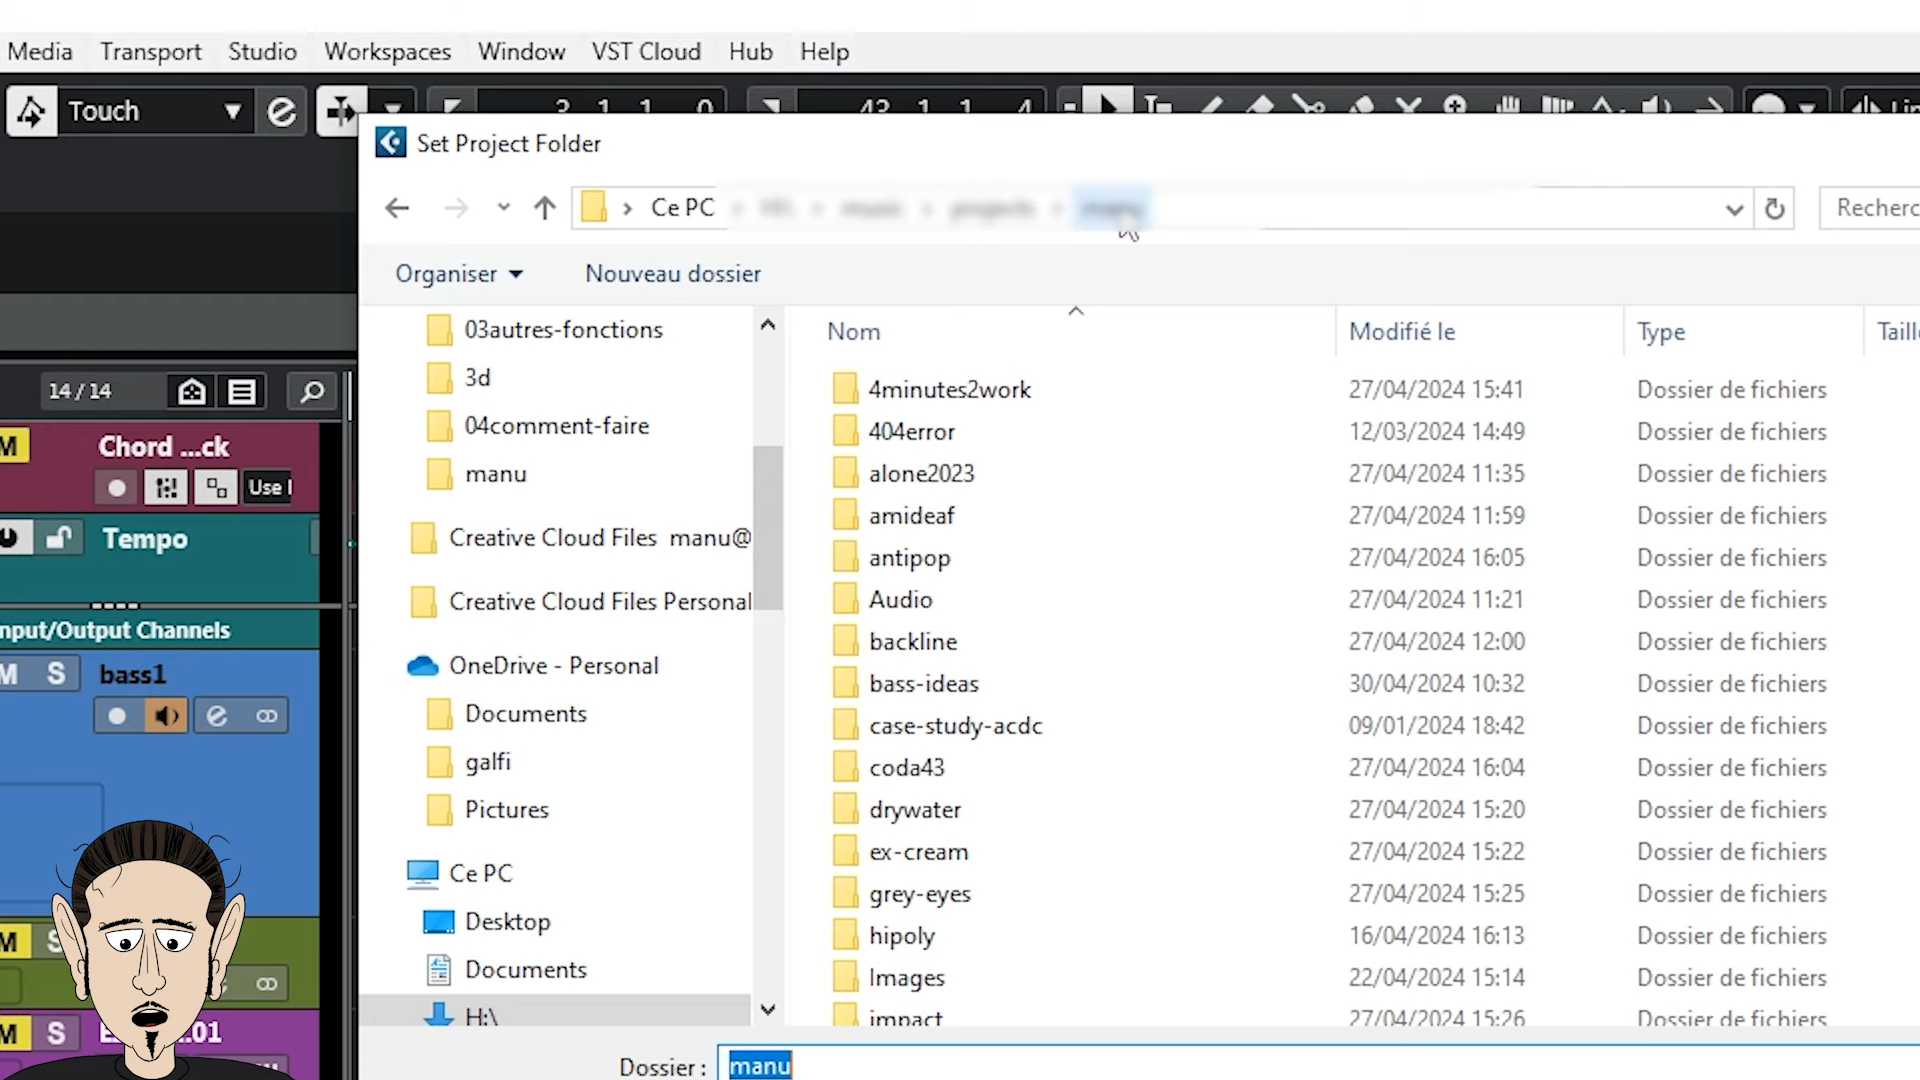 Media Transport Studio Workspaces Window VST Cloud Hub Help
Touch
Set Project Folder
Ce PC music projects manu
Recherc
Organiser Nouveau dossier
03autres-fonctions
3d
04comment-faire
manu
Creative Cloud Files manu@
Creative Cloud Files Personal
OneDrive - Personal
Documents
galfi
Pictures
Ce PC
Desktop
Documents
H:\
Nom Modifié le Type Taill
4minutes2work 27/04/2024 15:41 Dossier de fichiers
404error 12/03/2024 14:49 Dossier de fichiers
alone2023 27/04/2024 11:35 Dossier de fichiers
amideaf 27/04/2024 11:59 Dossier de fichiers
antipop 27/04/2024 16:05 Dossier de fichiers
Audio 27/04/2024 11:21 Dossier de fichiers
backline 27/04/2024 12:00 Dossier de fichiers
bass-ideas 30/04/2024 10:32 Dossier de fichiers
case-study-acdc 09/01/2024 18:42 Dossier de fichiers
coda43 27/04/2024 16:04 Dossier de fichiers
drywater 27/04/2024 15:20 Dossier de fichiers
ex-cream 27/04/2024 15:22 Dossier de fichiers
grey-eyes 27/04/2024 15:25 Dossier de fichiers
hipoly 16/04/2024 16:13 Dossier de fichiers
Images 22/04/2024 15:14 Dossier de fichiers
impact 27/04/2024 15:26 Dossier de fichiers
Dossier : manu
14 / 14
M Chord ...ck
Use
Tempo
nput/Output Channels
M S bass1
M S
M S